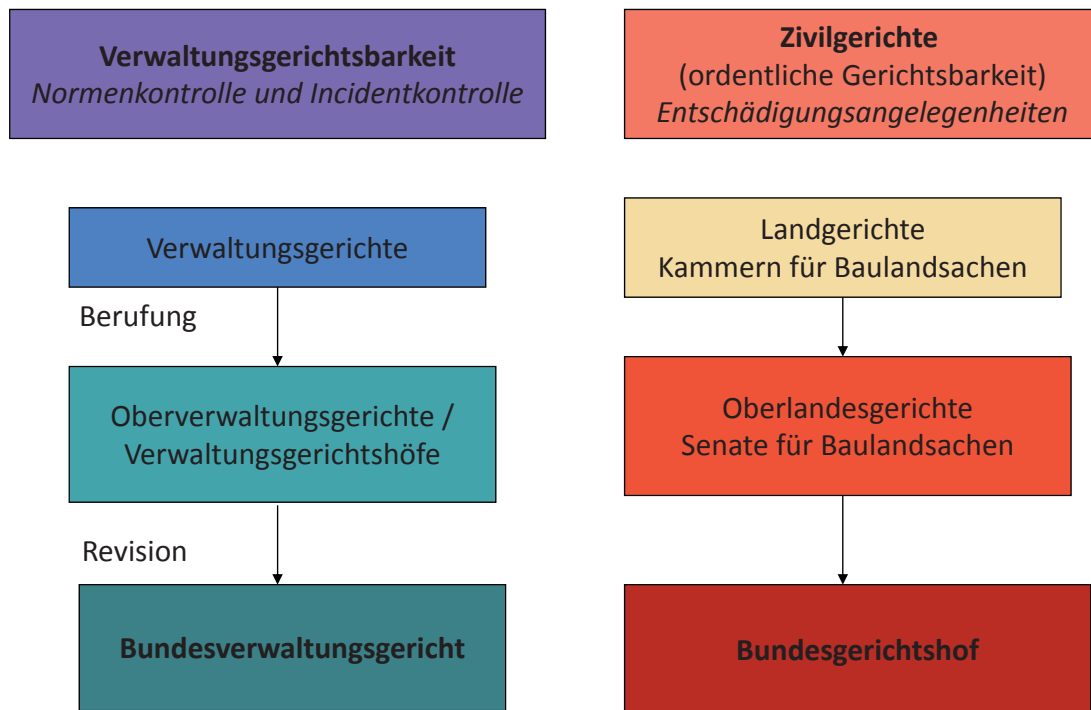 Verwaltungsgerichtsbarkeit
Normenkontrolle und Incidentkontrolle
Verwaltungsgerichte
Berufung
Oberverwaltungsgerichte /
Verwaltungsgerichtshöfe
Revision
Bundesverwaltungsgericht
Zivilgerichte
(ordentliche Gerichtsbarkeit)
Entschädigungsangelegenheiten
Landgerichte
Kammern für Baulandsachen
Oberlandesgerichte
Senate für Baulandsachen
Bundesgerichtshof